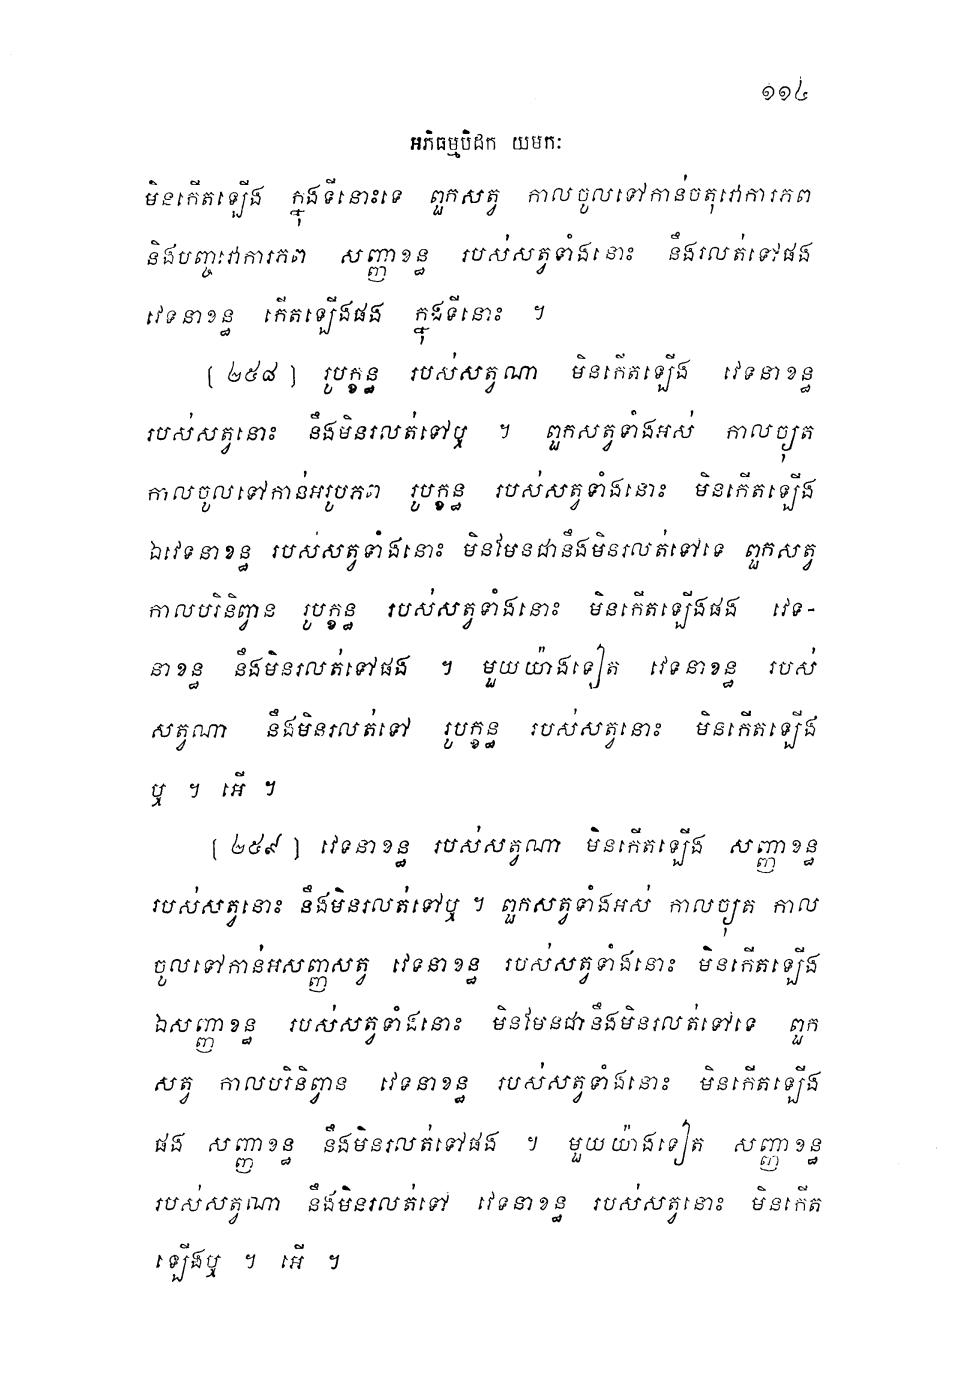 ១១៤
អភិធម្មបិដក យមកៈ
មិនកើតឡើង ក្នុងទីនោះទេ ពួកសត្វ កាលចូលទៅកាន់ចតុវោការភព
និងបញ្ចវោការភព សញ្ញាខន្ធ របស់សត្វទាំងនោះ នឹងរលត់ទៅផង
វេទនាខន្ធ កើតឡើងផង ក្នុងទីនោះ ។
[ ២៥៨ ] រូបក្ខន្ធ របស់សត្វណា មិនកើតឡើង វេទនាខន្ធ
របស់សត្វនោះ នឹងមិនរលត់ទៅឬ ។ ពួកសត្វទាំងអស់ កាលច្យុត
កាលចូលទៅកាន់អរូបភព រូបក្ខន្ធ របស់សត្វទាំងនោះ មិនកើតឡើង
ឯវេទនាខន្ធ របស់សត្វទាំងនោះ មិនមែនជានឹងមិនរលត់ទៅទេ ពួកសត្វ
កាលបរិនិព្វាន រូបក្ខន្ធ របស់សត្វទាំងនោះ មិនកើតឡើងផង វេទ-
នាខន្ធ នឹងមិនរលត់ទៅផង ។ មួយយ៉ាងទៀត វេទនាខន្ធ របស់
សត្វណា នឹងមិនរលត់ទៅ រូបក្ខន្ធ របស់សត្វនោះ មិនកើតឡើង
ឬ ។ អើ ។
[ ២៥៩ ] វេទនាខន្ធ របស់សត្វណា មិនកើតឡើង សញ្ញាខន្ធ
របស់សត្វនោះ នឹងមិនរលត់ទៅឬ ។ ពួកសត្វទាំងអស់ កាលច្យុត កាល
ចូលទៅកាន់អសញ្ញសត្វ វេទនាខន្ធ របស់សត្វទាំងនោះ មិនកើតឡើង
ឯសញ្ញាខន្ធ របស់សត្វទាំងនោះ មិនមែនជានឹងមិនរលត់ទៅទេ ពួក
សត្វ កាលបរិនិព្វាន វេទនាខន្ធ របស់សត្វទាំងនោះ មិនកើតឡើង
ផង សញ្ញាខន្ធ នឹងមិនរលត់ទៅផង ។ មួយយ៉ាងទៀត សញ្ញាខន្ធ
របស់សត្វណា នឹងមិនរលត់ទៅ វេទនាខន្ធ របស់សត្វនោះ មិនកើត
ឡើងឬ ។ អើ ។